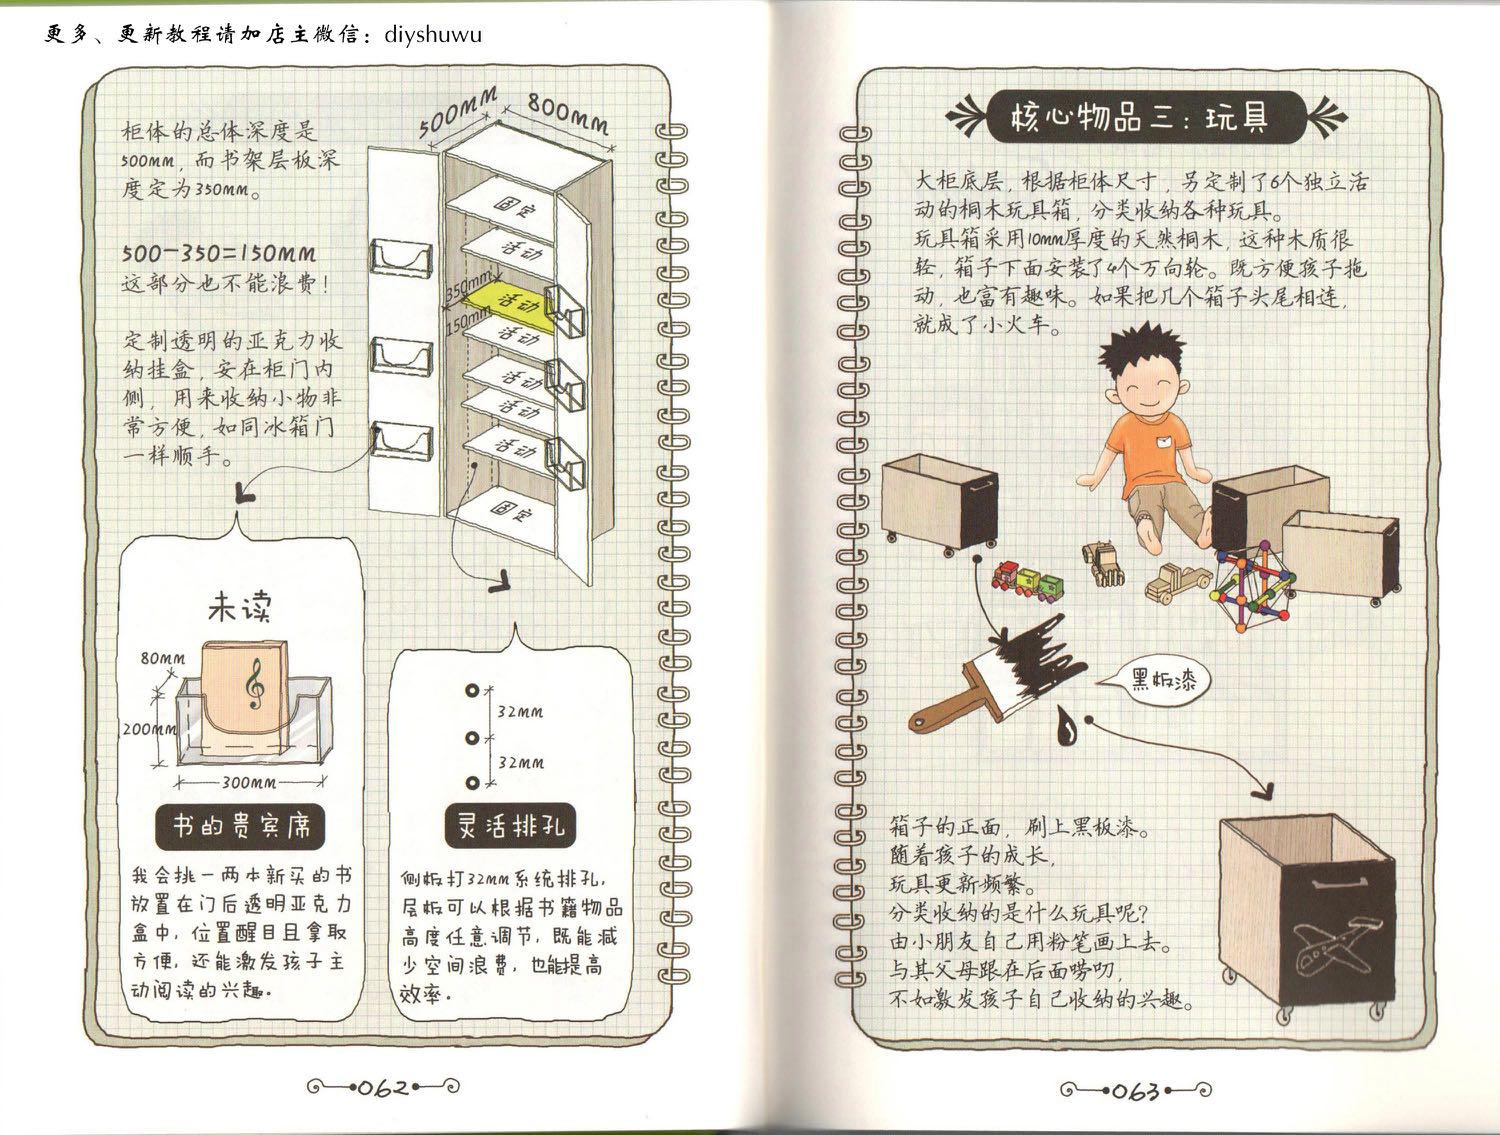 更多、更新教程请加店主微信：diyshuwu
柜体的总体深度是
500mm，而书架层板深
度定为350mm。
500-350=150mm
这部分也不能浪费！
定制透明的亚克力收
纳挂盒，安在柜门内
侧，用来收纳小物非
常方便，如同冰箱门
一样顺手。
500mm
800mm
固定
活动
350mm
活动
150mm
活动
活动
活动
活动
固定
未读
80mm
200mm
300mm
书的贵宾席
我会挑一两本新买的书
放置在门后透明亚克力
盒中，位置醒目且拿取
方便，还能激发孩子主
动阅读的兴趣.
32mm
32mm
灵活排孔
侧板打32mm系统排孔，
层板可以根据书籍物品
高度任意调节，既能减
少空间浪费，也能提高
效率.
062
核心物品三：玩具
大柜底层，根据柜体尺寸，另定制了6个独立活
动的桐木玩具箱，分类收纳各种玩具。
玩具箱采用10mm厚度的天然桐木，这种木质很
轻，箱子下面安装了4个万向轮。既方便孩子拖
动，也富有趣味。如果把几个箱子头尾相连，
就成了小火车。
黑板漆
箱子的正面，刷上黑板漆。
随着孩子的成长，
玩具更新频繁。
分类收纳的是什么玩具呢？
由小朋友自己用粉笔画上去。
与其父母跟在后面唠叨，
不如激发孩子自己收纳的兴趣。
063